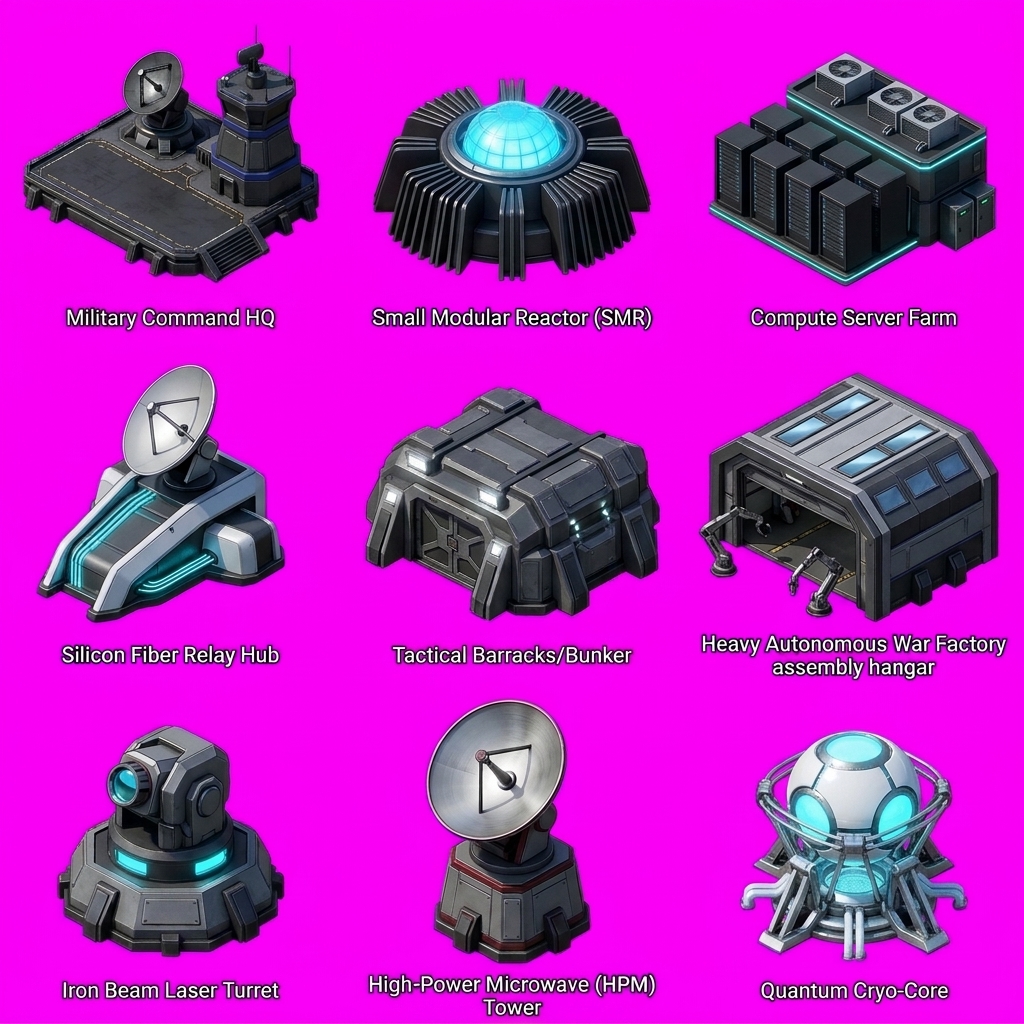 Military Command HQ
Small Modular Reactor (SMR)
Compute Server Farm
Silicon Fiber Relay Hub
Tactical Barracks/Bunker
Heavy Autonomous War Factory
assembly hangar
Iron Beam Laser Turret
High-Power Microwave (HPM)
Tower
Quantum Cryo-Core